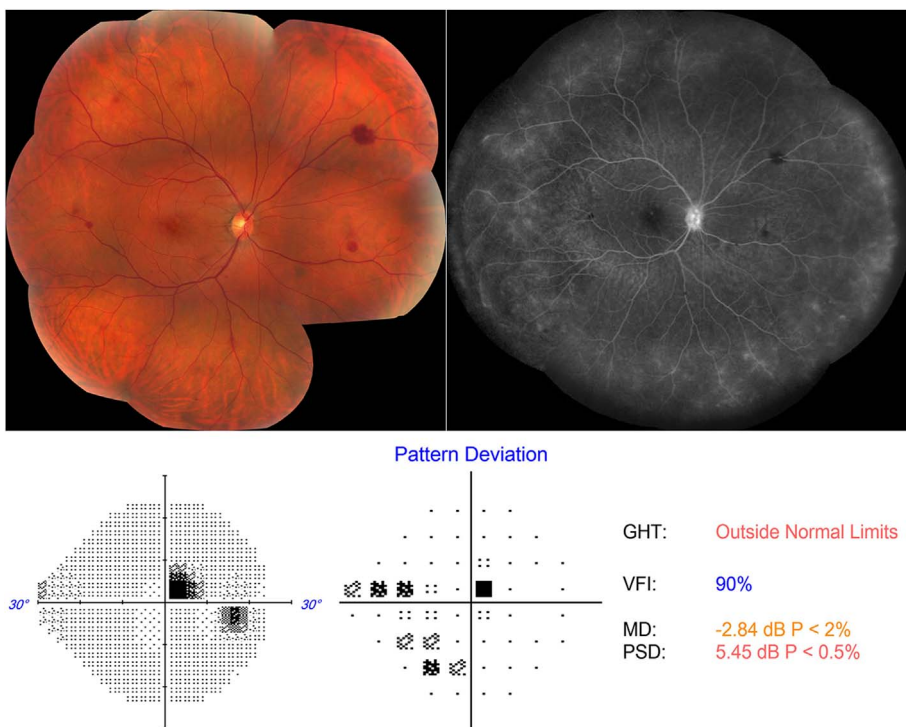 Pattern Deviation
30°
30°
GHT: Outside Normal Limits
VFI: 90%
MD: -2.84 dB P < 2%
PSD: 5.45 dB P < 0.5%